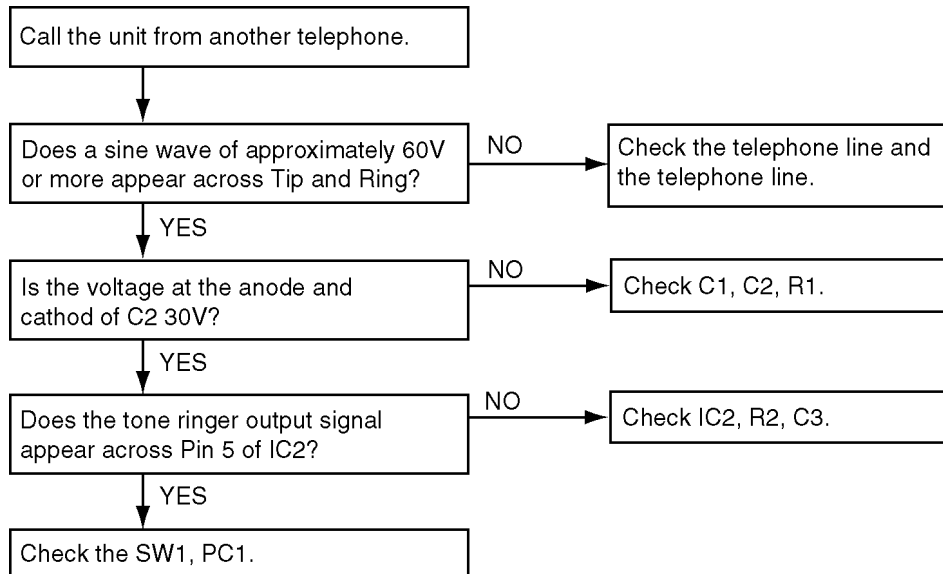 Call the unit from another telephone.
Does a sine wave of approximately 60V
or more appear across Tip and Ring?
NO
Check the telephone line and
the telephone line.
YES
Is the voltage at the anode and
cathod of C2 30V?
NO
Check C1, C2, R1.
YES
Does the tone ringer output signal
appear across Pin 5 of IC2?
NO
Check IC2, R2, C3.
YES
Check the SW1, PC1.